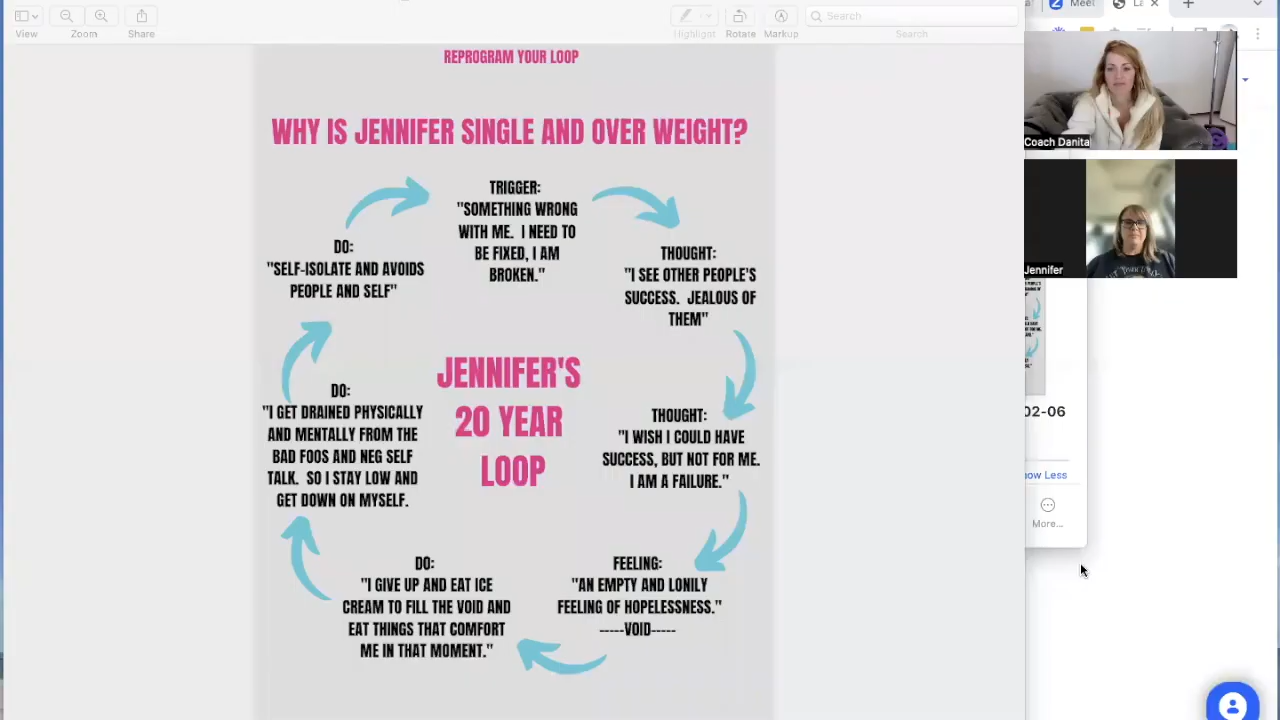 View
Zoom
Share
Highlight
Rotate
Markup
Search
Search
Meet
La
REPROGRAM YOUR LOOP
WHY IS JENNIFER SINGLE AND OVER WEIGHT?
TRIGGER:
"SOMETHING WRONG
WITH ME. I NEED TO
BE FIXED, I AM
BROKEN."
THOUGHT:
"I SEE OTHER PEOPLE'S
SUCCESS. JEALOUS OF
THEM"
THOUGHT:
"I WISH I COULD HAVE
SUCCESS, BUT NOT FOR ME.
I AM A FAILURE."
FEELING:
"AN EMPTY AND LONILY
FEELING OF HOPELESSNESS."
-----VOID-----
DO:
"I GIVE UP AND EAT ICE
CREAM TO FILL THE VOID AND
EAT THINGS THAT COMFORT
ME IN THAT MOMENT."
DO:
"I GET DRAINED PHYSICALLY
AND MENTALLY FROM THE
BAD FOOS AND NEG SELF
TALK. SO I STAY LOW AND
GET DOWN ON MYSELF.
DO:
"SELF-ISOLATE AND AVOIDS
PEOPLE AND SELF"
JENNIFER'S
20 YEAR
LOOP
Coach Danita
Jennifer
02-06
ow Less
More...